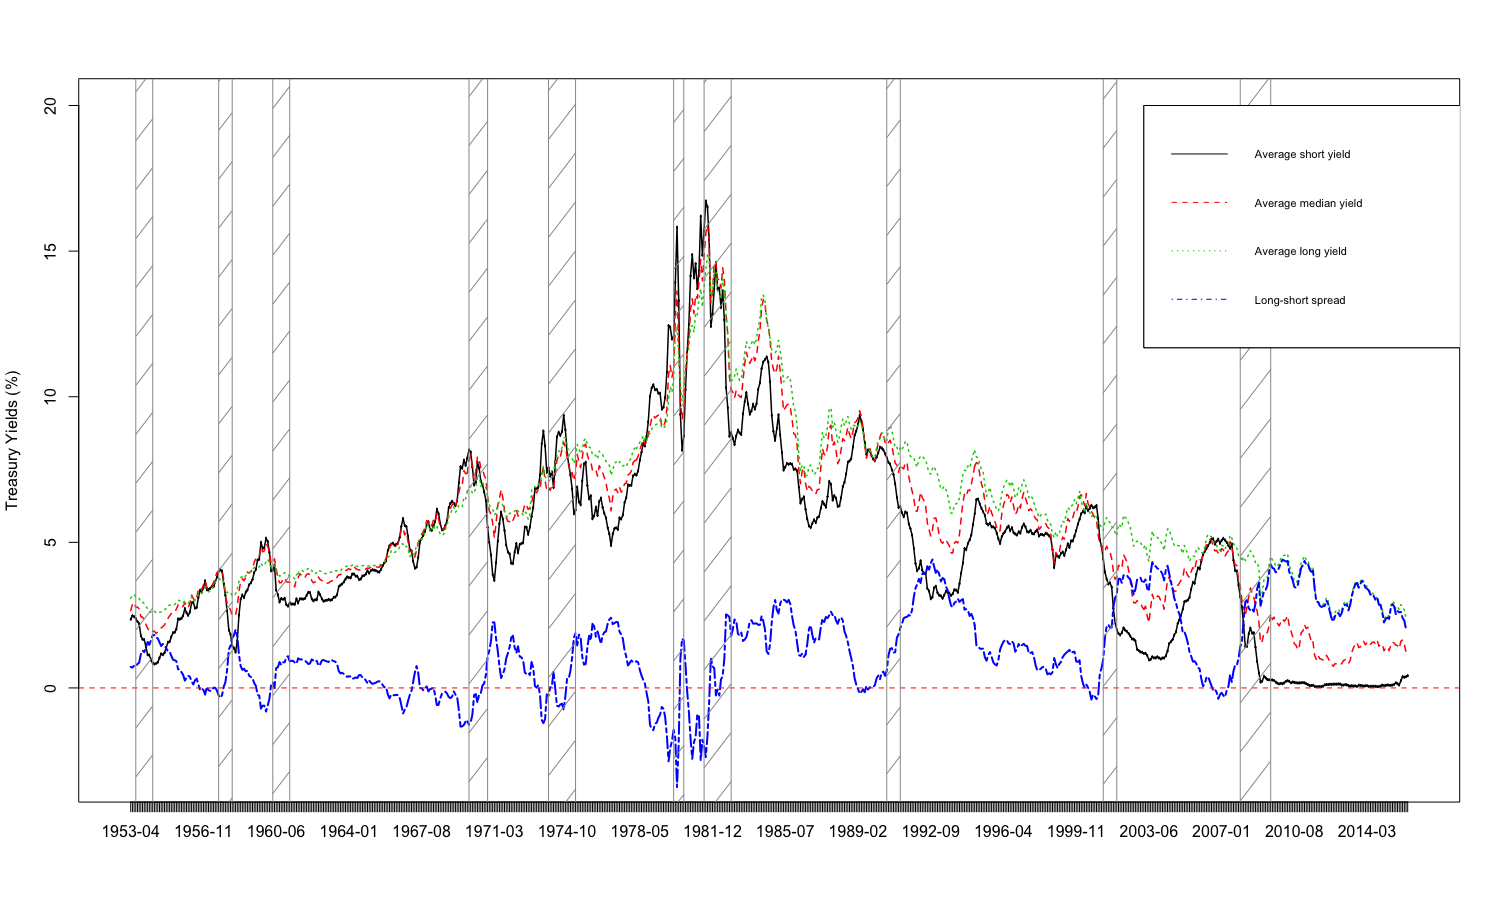 20
15
10
5
0
Treasury Yields (%)
Average short yield
Average median yield
Average long yield
Long-short spread
1953-04 1956-11 1960-06 1964-01 1967-08 1971-03 1974-10 1978-05 1981-12 1985-07 1989-02 1992-09 1996-04 1999-11 2003-06 2007-01 2010-08 2014-03